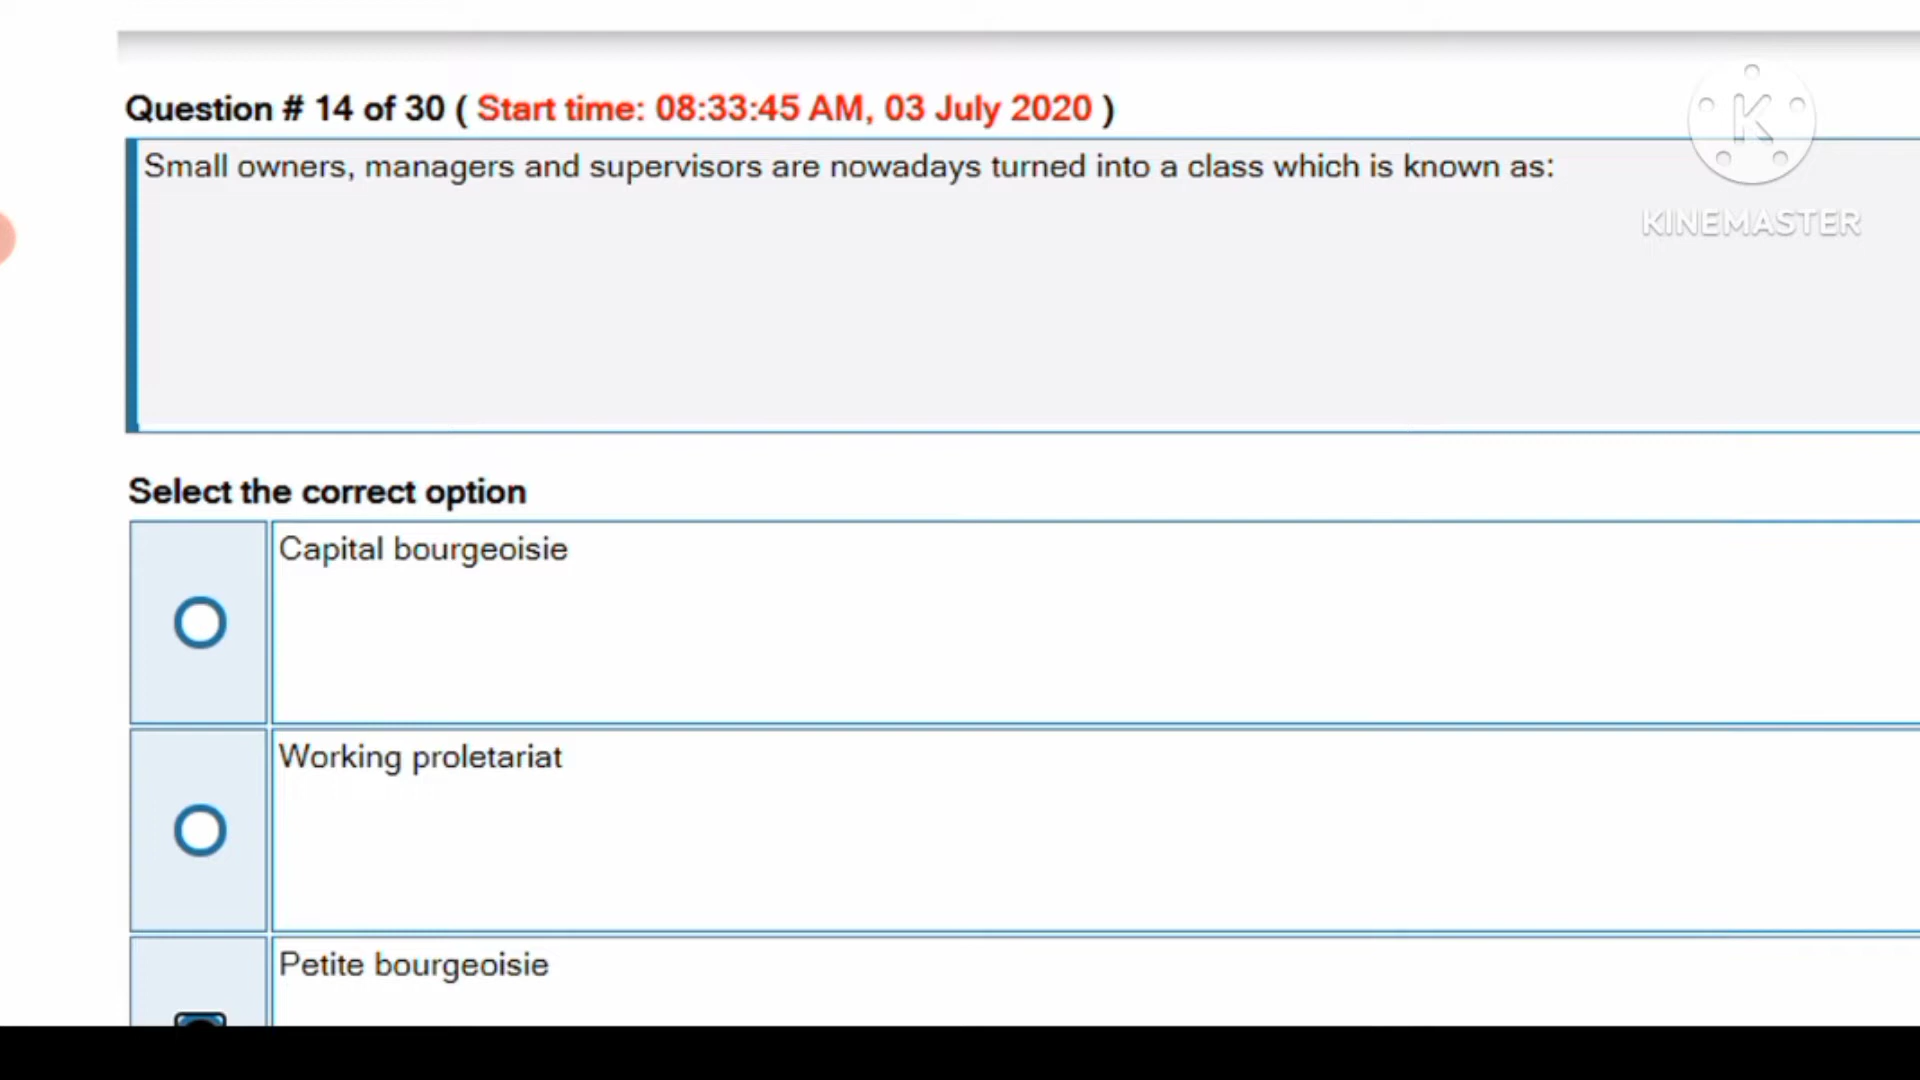 Question # 14 of 30 ( Start time: 08:33:45 AM, 03 July 2020 )
Small owners, managers and supervisors are nowadays turned into a class which is known as:
K
KINEMASTER
Select the correct option
Capital bourgeoisie
Working proletariat
Petite bourgeoisie